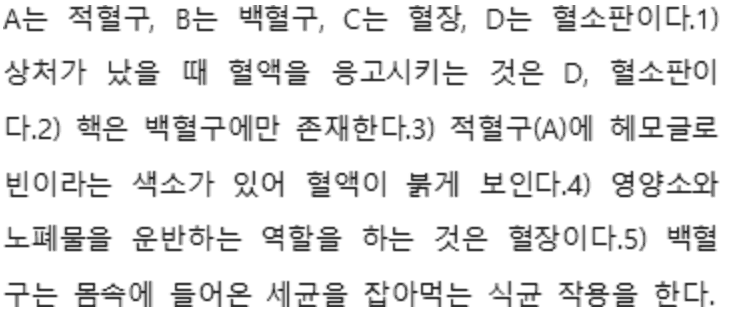 A는 적혈구, B는 백혈구, C는 혈장, D는 혈소판이다.1)
상처가 났을 때 혈액을 응고시키는 것은 D, 혈소판이
다.2) 핵은 백혈구에만 존재한다.3) 적혈구(A)에 헤모글로
빈이라는 색소가 있어 혈액이 붉게 보인다.4) 영양소와
노폐물을 운반하는 역할을 하는 것은 혈장이다.5) 백혈
구는 몸속에 들어온 세균을 잡아먹는 식균 작용을 한다.